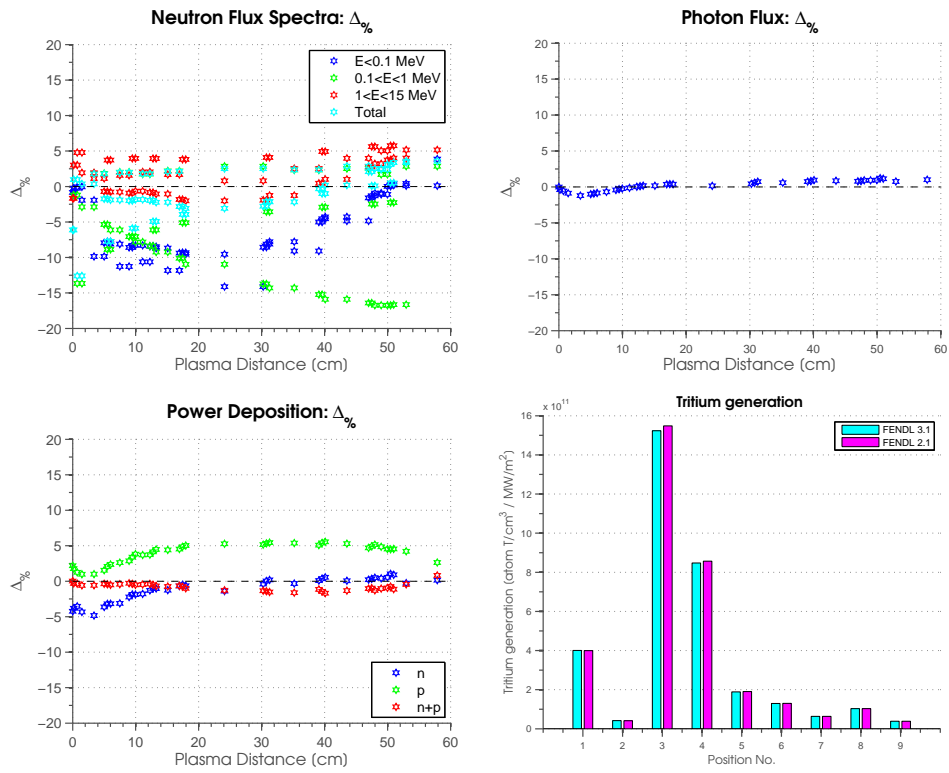 Neutron Flux Spectra: Δ%
20
15
10
5
0
−5
−10
−15
−20
Δ%
0 10 20 30 40 50 60
Plasma Distance [cm]
E<0.1 MeV
0.1<E<1 MeV
1<E<15 MeV
Total
Photon Flux: Δ%
20
15
10
5
0
−5
−10
−15
−20
Δ%
0 10 20 30 40 50 60
Plasma Distance [cm]
Power Deposition: Δ%
20
15
10
5
0
−5
−10
−15
−20
Δ%
0 10 20 30 40 50 60
Plasma Distance [cm]
n
p
n+p
Tritium generation
x 10¹¹
16
14
12
10
8
6
4
2
0
Tritium generation (atom T/cm³ / MW/m²)
1 2 3 4 5 6 7 8 9
Position No.
FENDL 3.1
FENDL 2.1